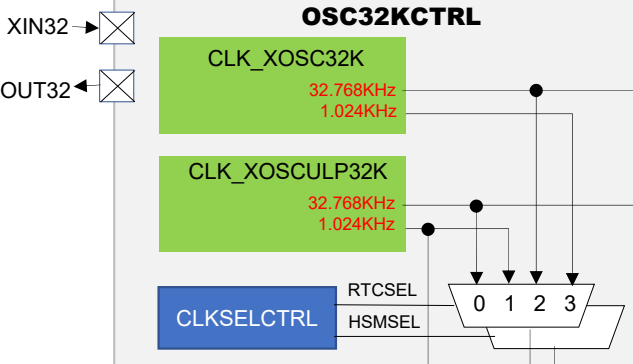 OSC32KCTRL
XIN32
OUT32
CLK_XOSC32K
32.768KHz
1.024KHz
CLK_XOSCULP32K
32.768KHz
1.024KHz
CLKSELCTRL
RTCSEL
HSMSEL
0 1 2 3